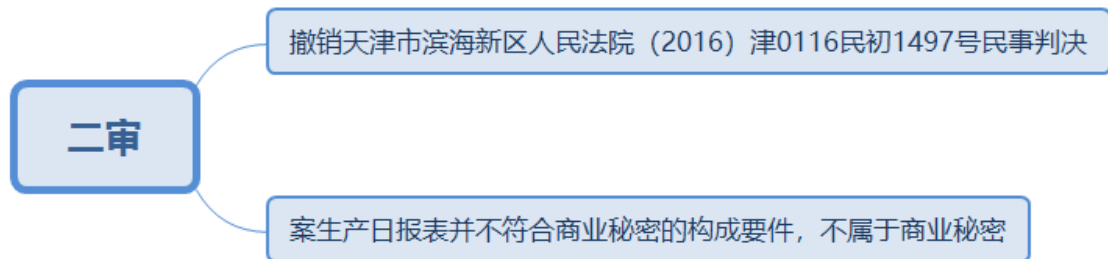 撤销天津市滨海新区人民法院（2016）津0116民初1497号民事判决
二审
案生产日报表并不符合商业秘密的构成要件，不属于商业秘密